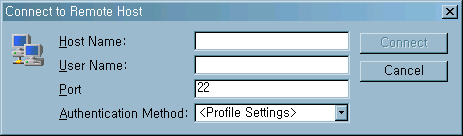 Connect to Remote Host
Host Name:
Connect
User Name:
Cancel
Port 22
Authentication Method: <Profile Settings>